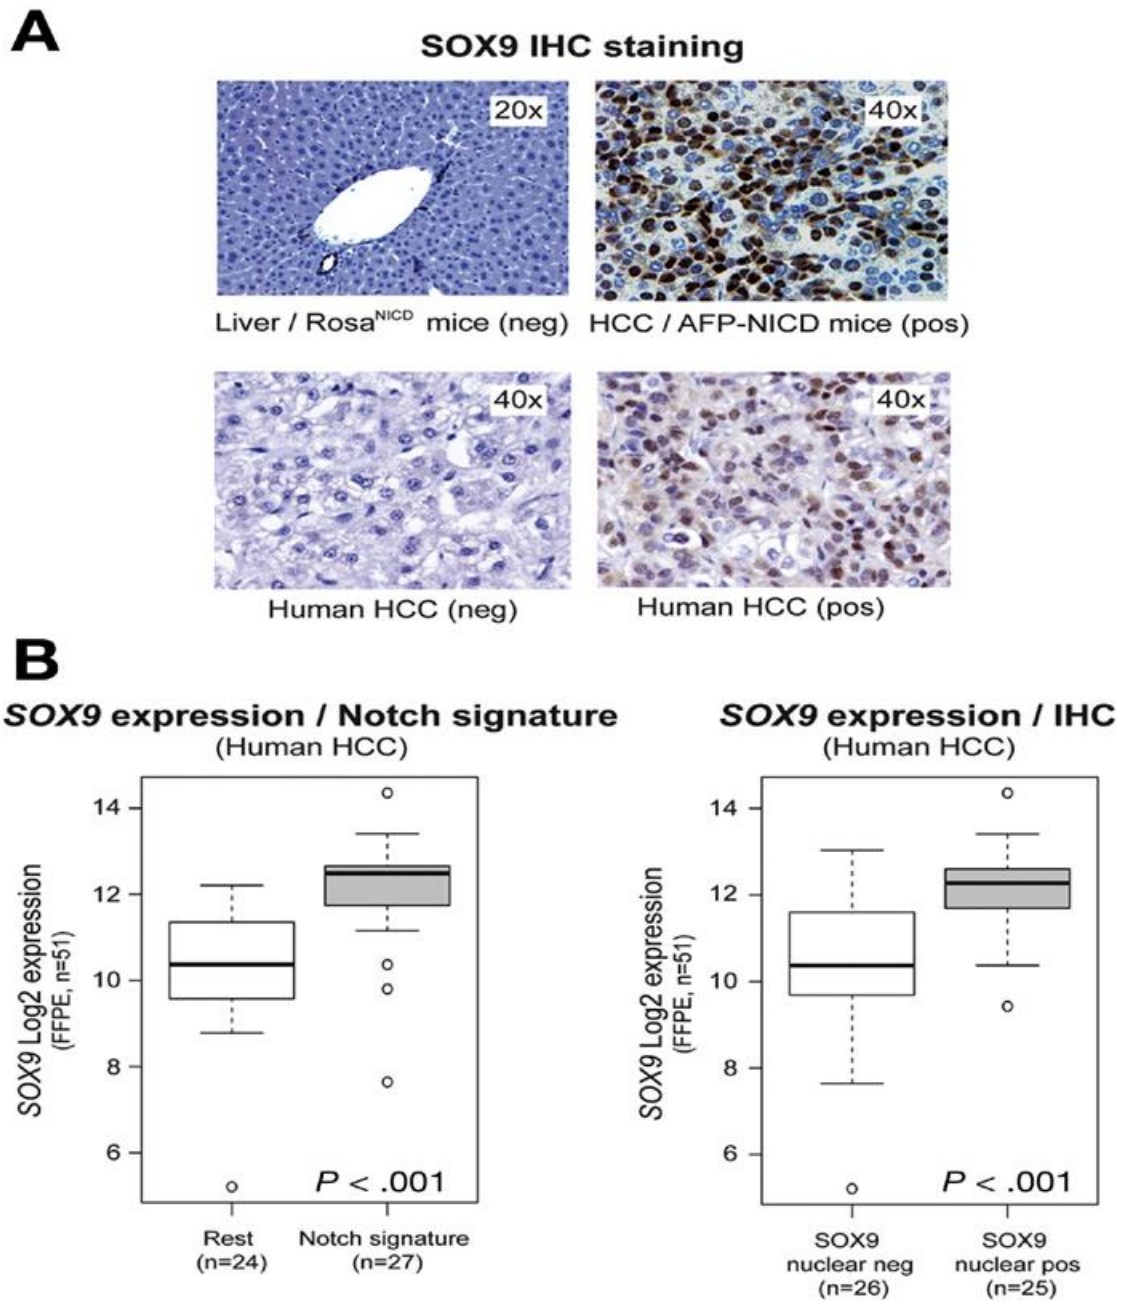 A
SOX9 IHC staining
20x
40x
Liver / Rosa^NICD mice (neg)
HCC / AFP-NICD mice (pos)
40x
40x
Human HCC (neg)
Human HCC (pos)
B
SOX9 expression / Notch signature
(Human HCC)
SOX9 Log2 expression
(FFPE, n=51)
14
12
10
8
6
P < .001
Rest
(n=24)
Notch signature
(n=27)
SOX9 expression / IHC
(Human HCC)
SOX9 Log2 expression
(FFPE, n=51)
14
12
10
8
6
P < .001
SOX9
nuclear neg
(n=26)
SOX9
nuclear pos
(n=25)